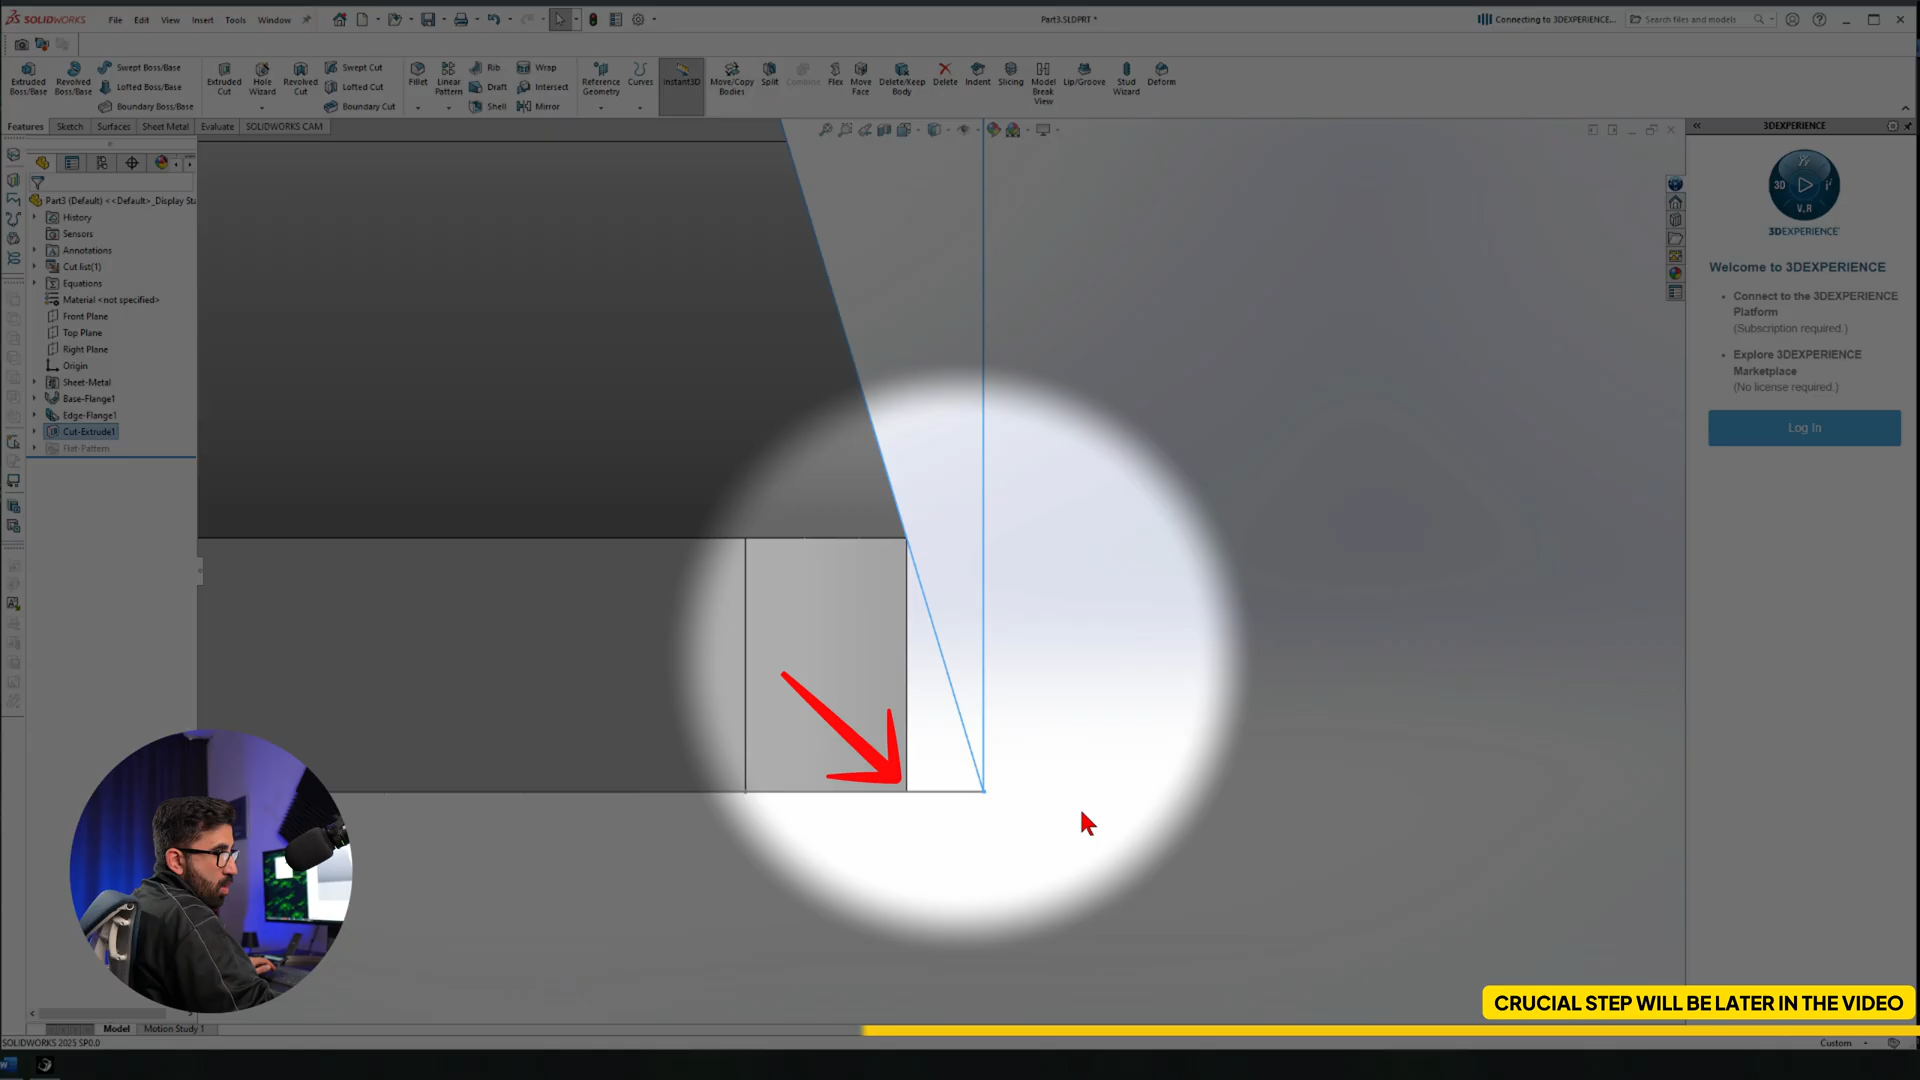 SOLIDWORKS File Edit View Insert Tools Window Part3.SLDPRT * Connecting to 3DEXPERIENCE... Search files and models
Extruded Boss/Base Revolved Boss/Base Swept Boss/Base Lofted Boss/Base Boundary Boss/Base Extruded Cut Hole Wizard Revolved Cut Swept Cut Lofted Cut Boundary Cut Fillet Linear Pattern Rib Draft Shell Wrap Intersect Mirror Reference Geometry Curves Instant3D Move/Copy Bodies Split Combine Flex Move Face Delete/Keep Body Delete Indent Slicing Model Break View Lip/Groove Stud Wizard Deform
Features Sketch Surfaces Sheet Metal Evaluate SOLIDWORKS CAM
3DEXPERIENCE
Part3 (Default) <<Default>_Display Sta
History
Sensors
Annotations
Cut list(1)
Equations
Material <not specified>
Front Plane
Top Plane
Right Plane
Origin
Sheet-Metal
Base-Flange1
Edge-Flange1
Cut-Extrude1
Flat-Pattern
3D
V.R
3DEXPERIENCE
Welcome to 3DEXPERIENCE
• Connect to the 3DEXPERIENCE
Platform
(Subscription required.)
• Explore 3DEXPERIENCE
Marketplace
(No license required.)
Log In
CRUCIAL STEP WILL BE LATER IN THE VIDEO
Model Motion Study 1
SOLIDWORKS 2025 SP0.0 Custom